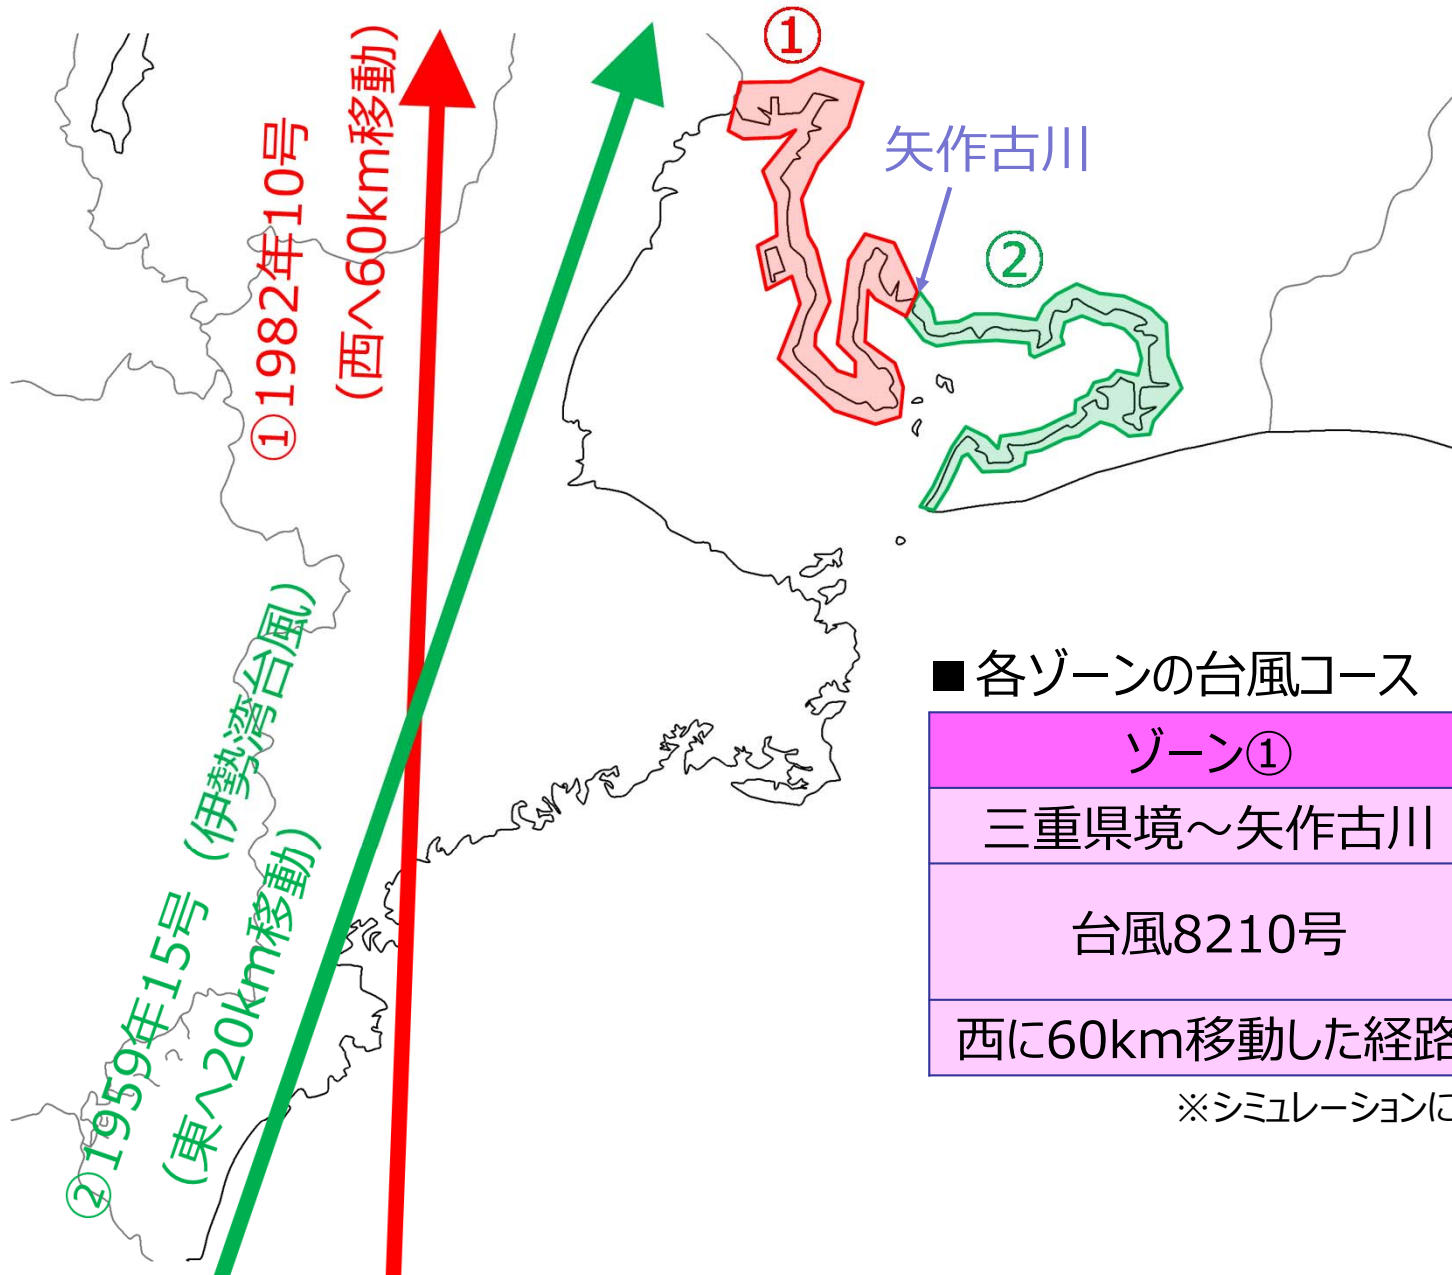 ①
①1982年10号
(西へ60km移動)
矢作古川
②
②1959年15号 (伊勢湾台風)
(東へ20km移動)
■各ゾーンの台風コース
ゾーン①
三重県境～矢作古川
台風8210号
西に60km移動した経路
※シミュレーションに